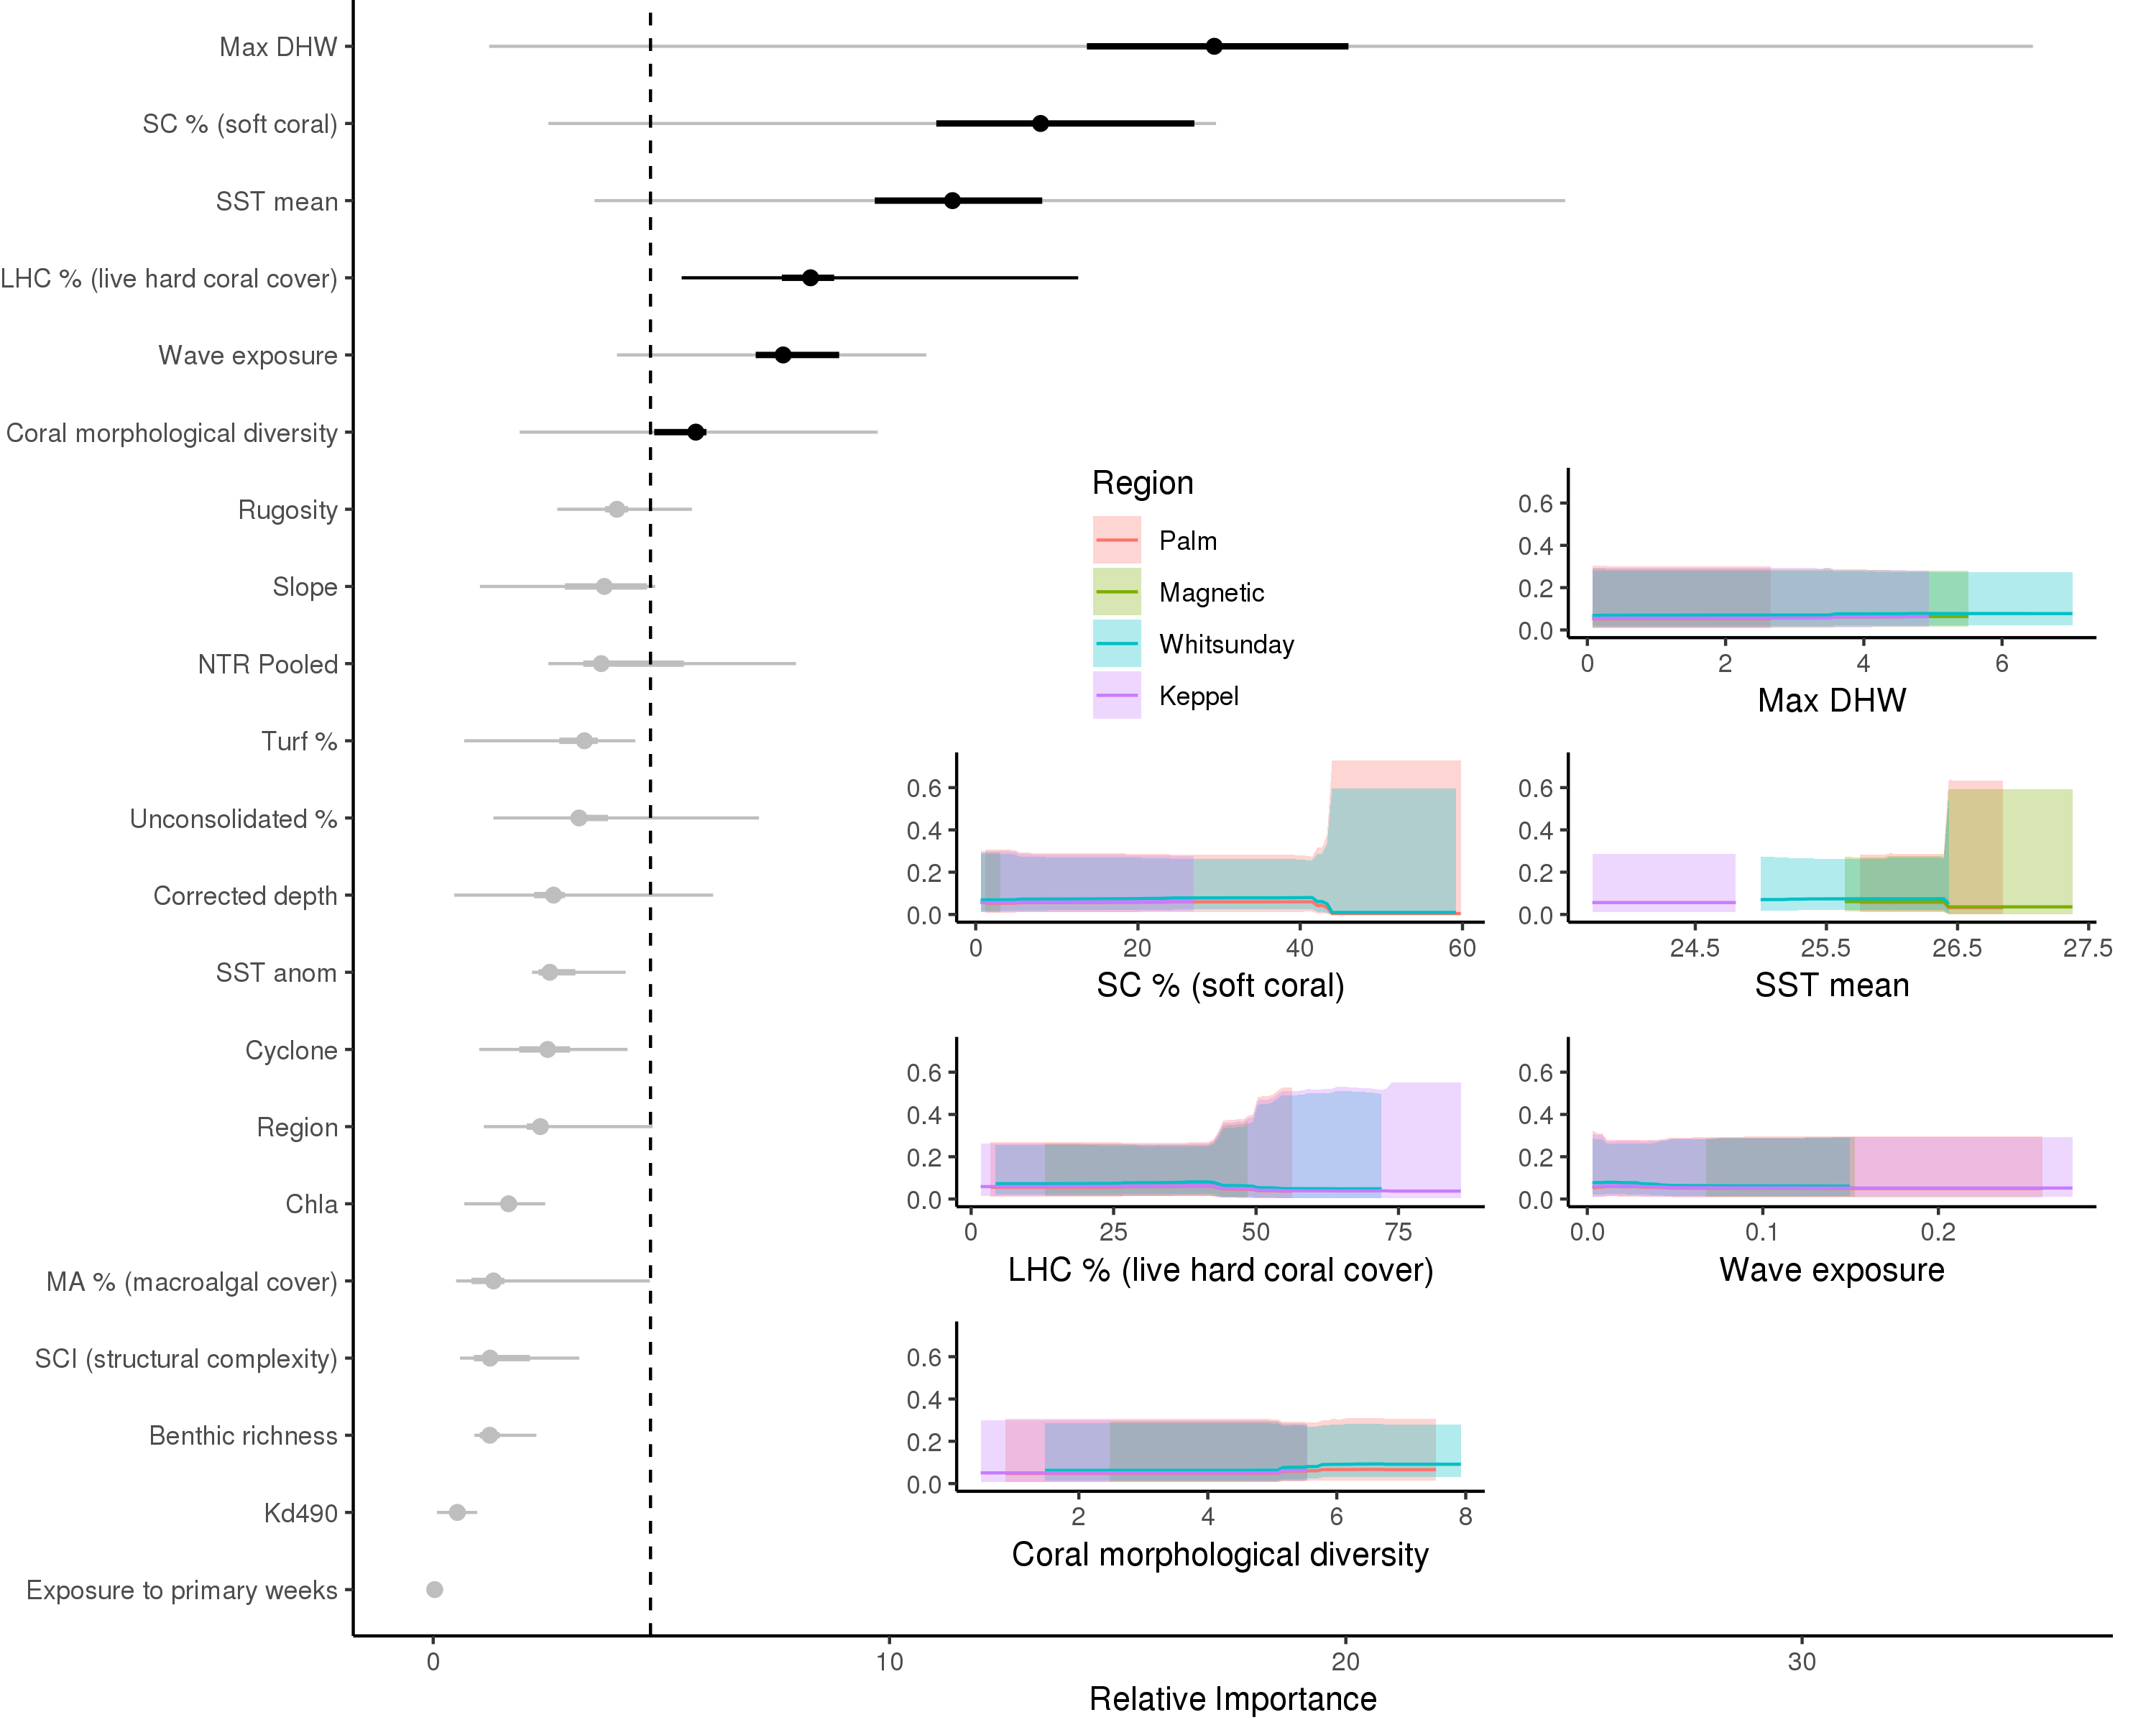 Max DHW
SC % (soft coral)
SST mean
LHC % (live hard coral cover)
Wave exposure
Coral morphological diversity
Rugosity
Slope
NTR Pooled
Turf %
Unconsolidated %
Corrected depth
SST anom
Cyclone
Region
Chla
MA % (macroalgal cover)
SCI (structural complexity)
Benthic richness
Kd490
Exposure to primary weeks
0 10 20 30
Relative Importance
Region
Palm
Magnetic
Whitsunday
Keppel
0.6
0.4
0.2
0.0
0 2 4 6
Max DHW
0.6
0.4
0.2
0.0
0 20 40 60
SC % (soft coral)
0.6
0.4
0.2
0.0
24.5 25.5 26.5 27.5
SST mean
0.6
0.4
0.2
0.0
0 25 50 75
LHC % (live hard coral cover)
0.6
0.4
0.2
0.0
0.0 0.1 0.2
Wave exposure
0.6
0.4
0.2
0.0
2 4 6 8
Coral morphological diversity